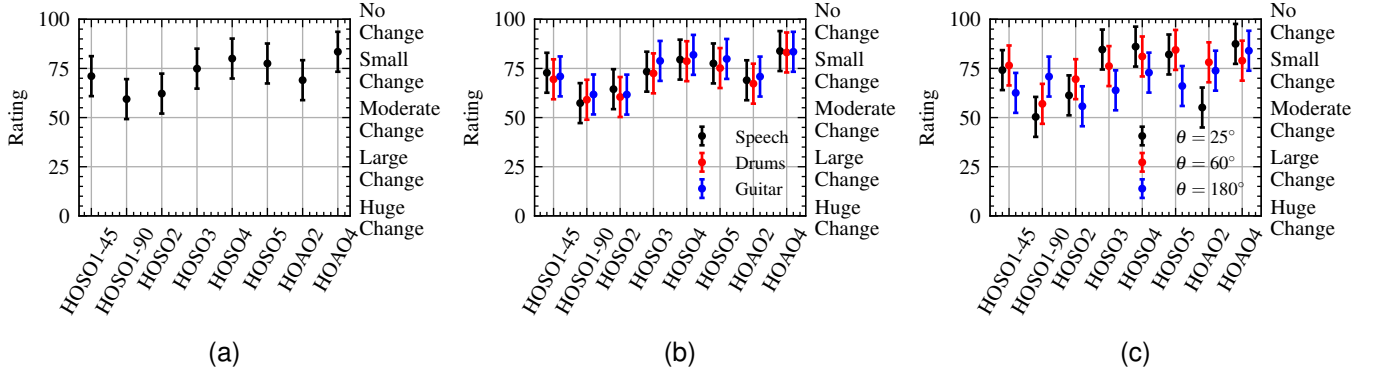 100
75
50
25
0
Rating
No
Change
Small
Change
Moderate
Change
Large
Change
Huge
Change
HOSO1-45
HOSO1-90
HOSO2
HOSO3
HOSO4
HOSO5
HOAO2
HOAO4
(a)
100
75
50
25
0
Rating
Speech
Drums
Guitar
No
Change
Small
Change
Moderate
Change
Large
Change
Huge
Change
HOSO1-45
HOSO1-90
HOSO2
HOSO3
HOSO4
HOSO5
HOAO2
HOAO4
(b)
100
75
50
25
0
Rating
θ = 25°
θ = 60°
θ = 180°
No
Change
Small
Change
Moderate
Change
Large
Change
Huge
Change
HOSO1-45
HOSO1-90
HOSO2
HOSO3
HOSO4
HOSO5
HOAO2
HOAO4
(c)